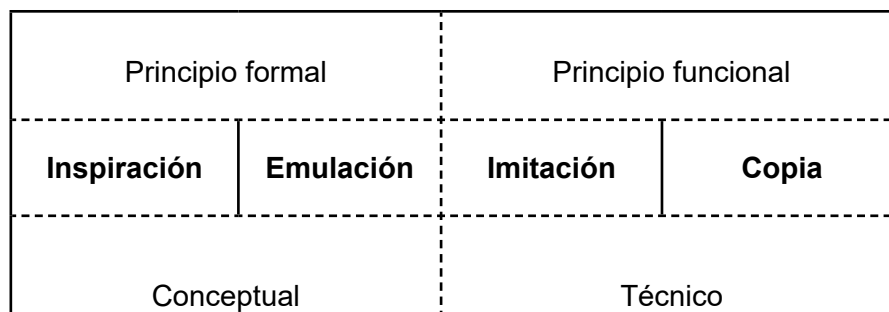 Principio formal Principio funcional
Inspiración Emulación Imitación Copia
Conceptual Técnico